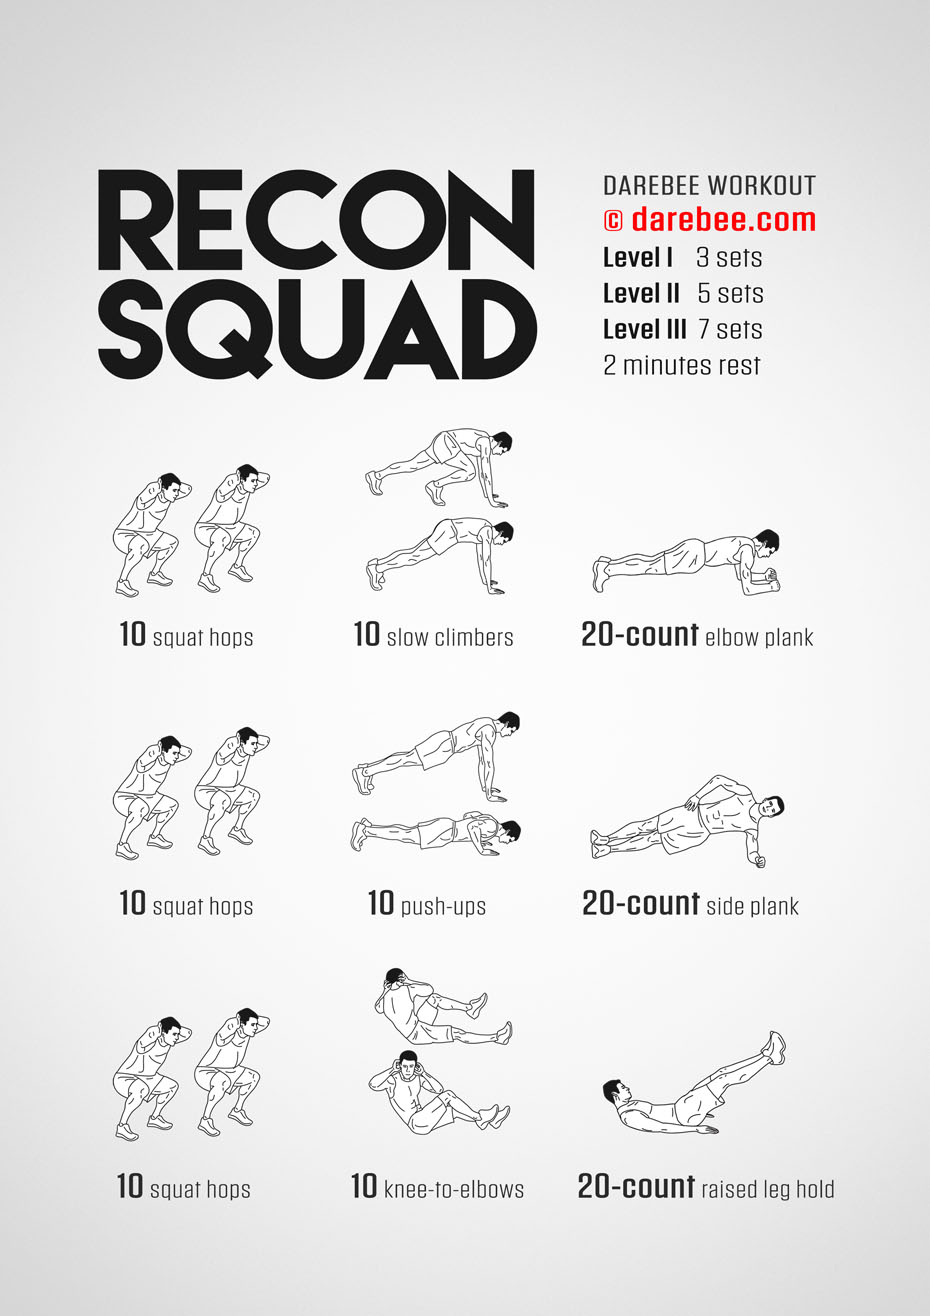 RECON
SQUAD
DAREBEE WORKOUT
© darebee.com
Level I 3 sets
Level II 5 sets
Level III 7 sets
2 minutes rest
10 squat hops
10 slow climbers
20-count elbow plank
10 squat hops
10 push-ups
20-count side plank
10 squat hops
10 knee-to-elbows
20-count raised leg hold